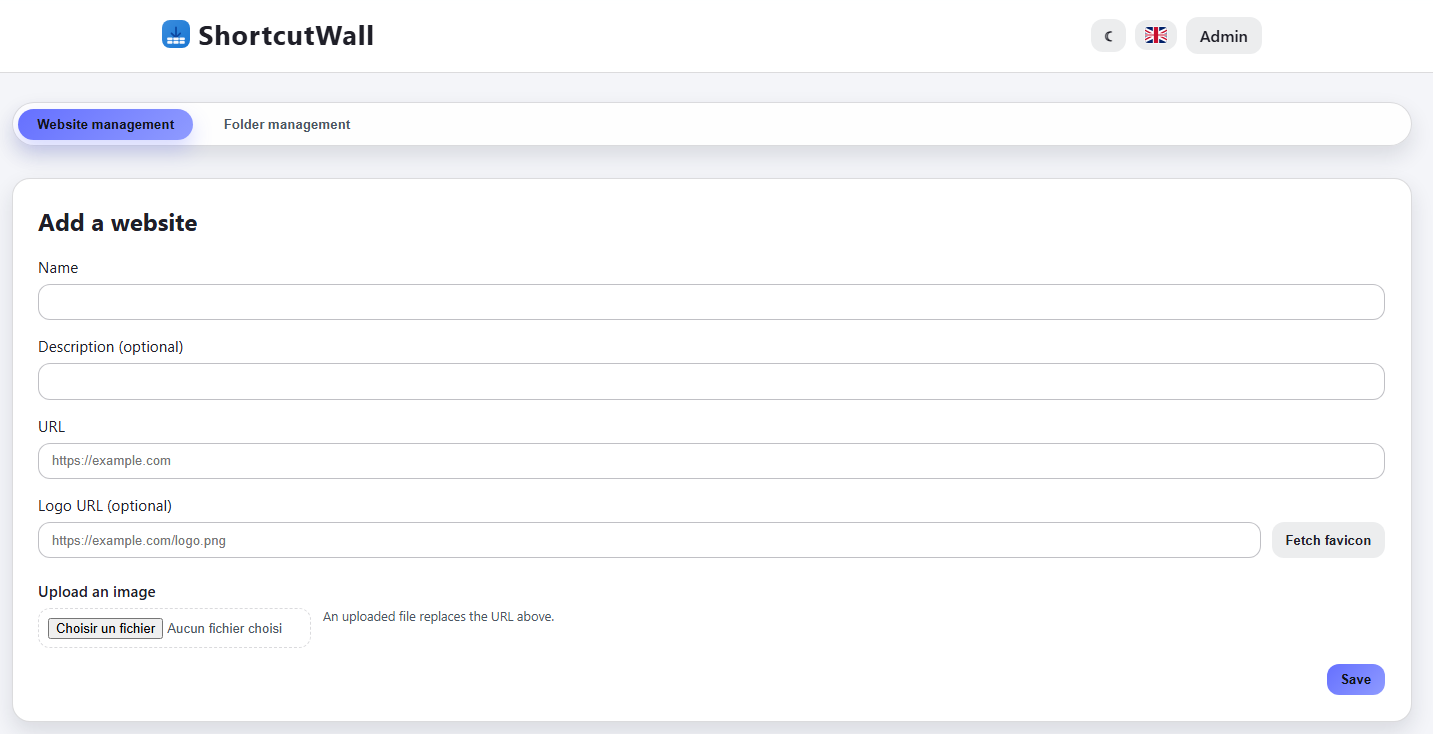 ShortcutWall
Admin
Website management
Folder management
Add a website
Name
Description (optional)
URL
https://example.com
Logo URL (optional)
https://example.com/logo.png
Fetch favicon
Upload an image
Choisir un fichier Aucun fichier choisi
An uploaded file replaces the URL above.
Save